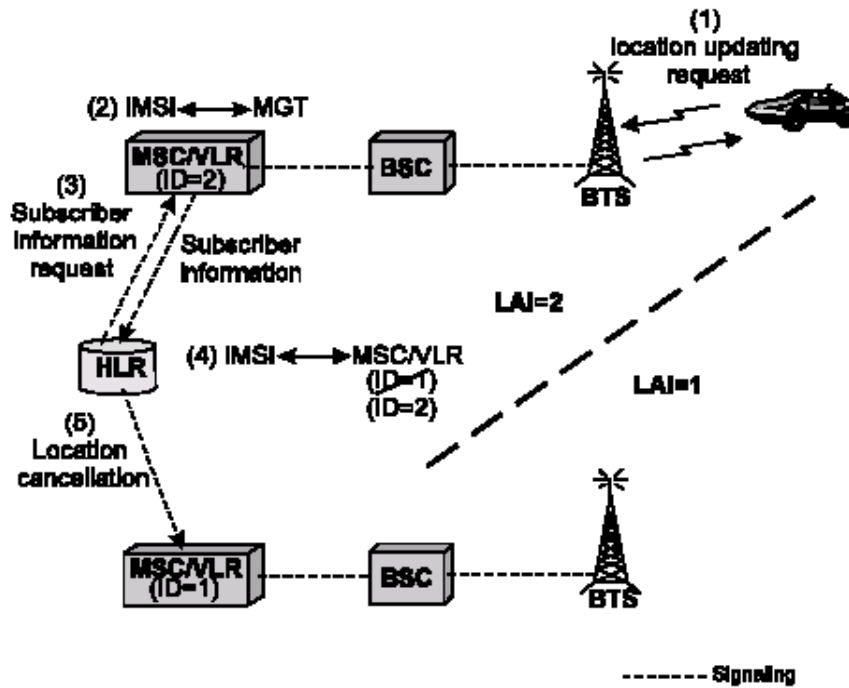 (1)
location updating
request
(2) IMSI MGT
MSC/VLR
(ID=2)
BSC
BTS
(3)
Subscriber
information
request
Subscriber
information
LAI=2
HLR
(4) IMSI MSC/VLR
(ID=1)
(ID=2)
LAI=1
(5)
Location
cancellation
MSC/VLR
(ID=1)
BSC
BTS
Signaling